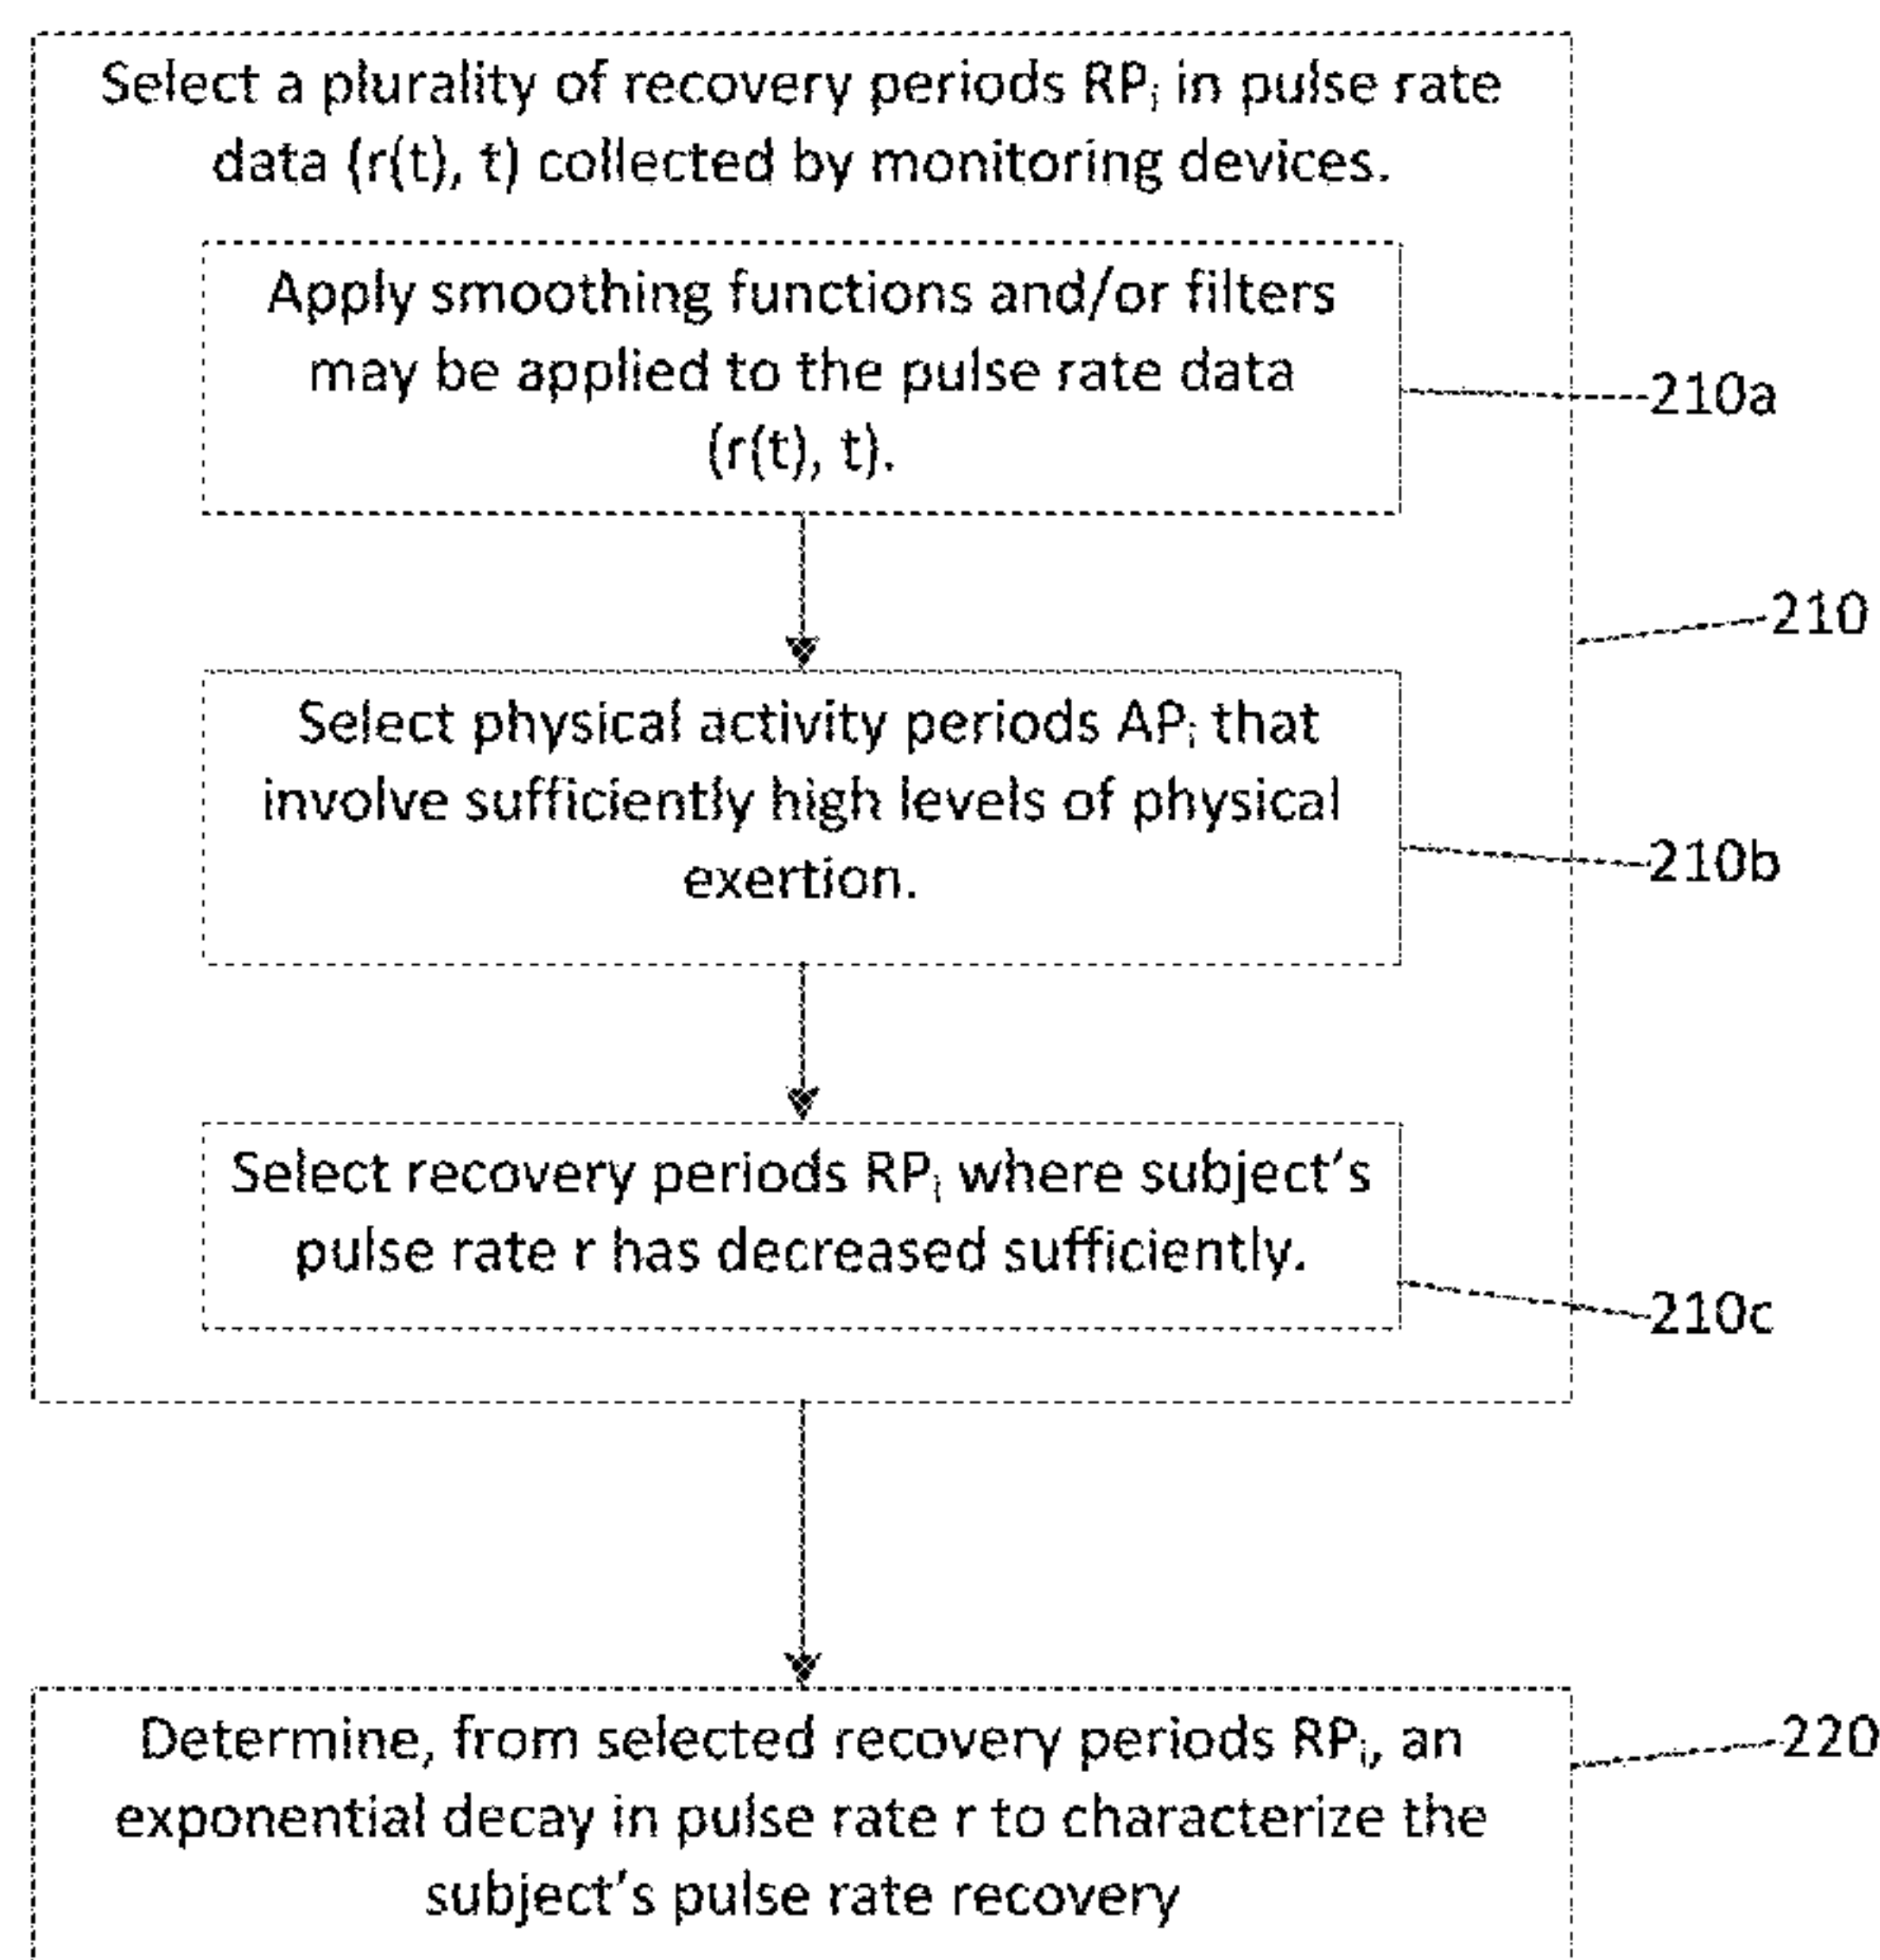 Select a plurality of recovery periods RPᵢ in pulse rate
data (r(t), t) collected by monitoring devices.
Apply smoothing functions and/or filters
may be applied to the pulse rate data
(r(t), t).
210a
210
Select physical activity periods APᵢ that
involve sufficiently high levels of physical
exertion.
210b
Select recovery periods RPᵢ where subject's
pulse rate r has decreased sufficiently.
210c
Determine, from selected recovery periods RPᵢ, an
exponential decay in pulse rate r to characterize the
subject's pulse rate recovery
220